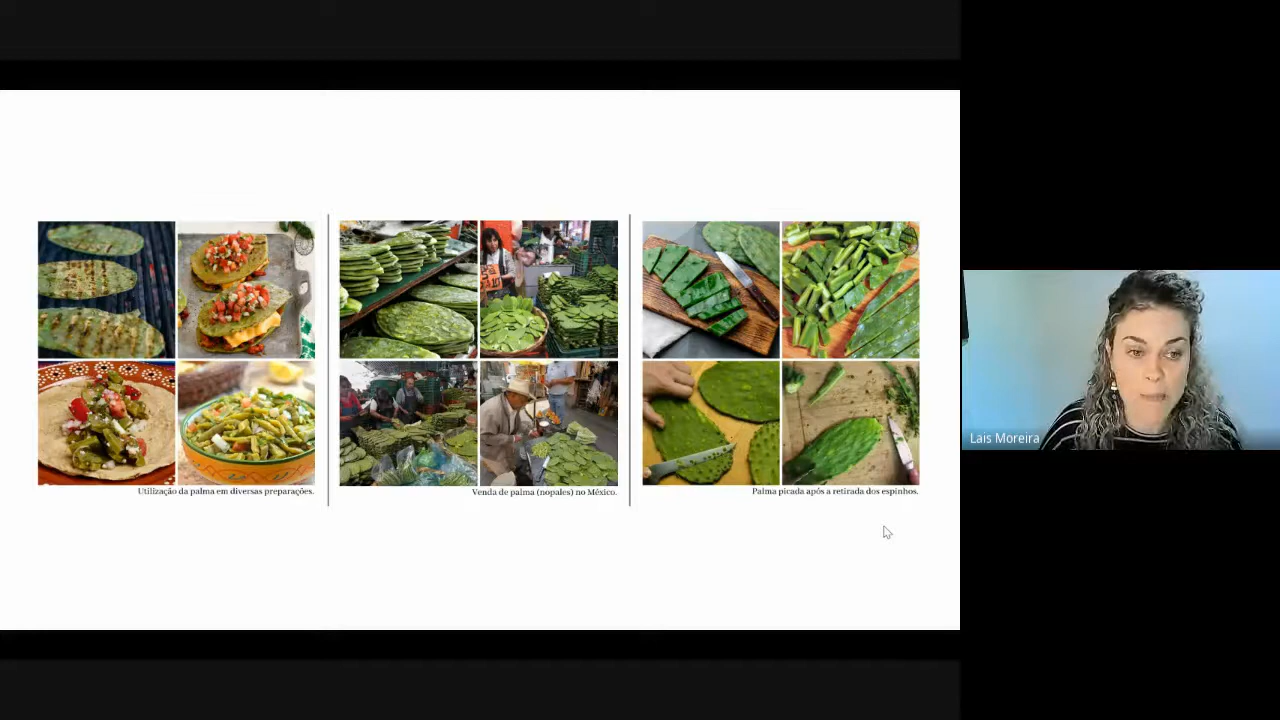 Utilização da palma em diversas preparações.
Venda de palma (nopales) no México.
Palma picada após a retirada dos espinhos.
Lais Moreira